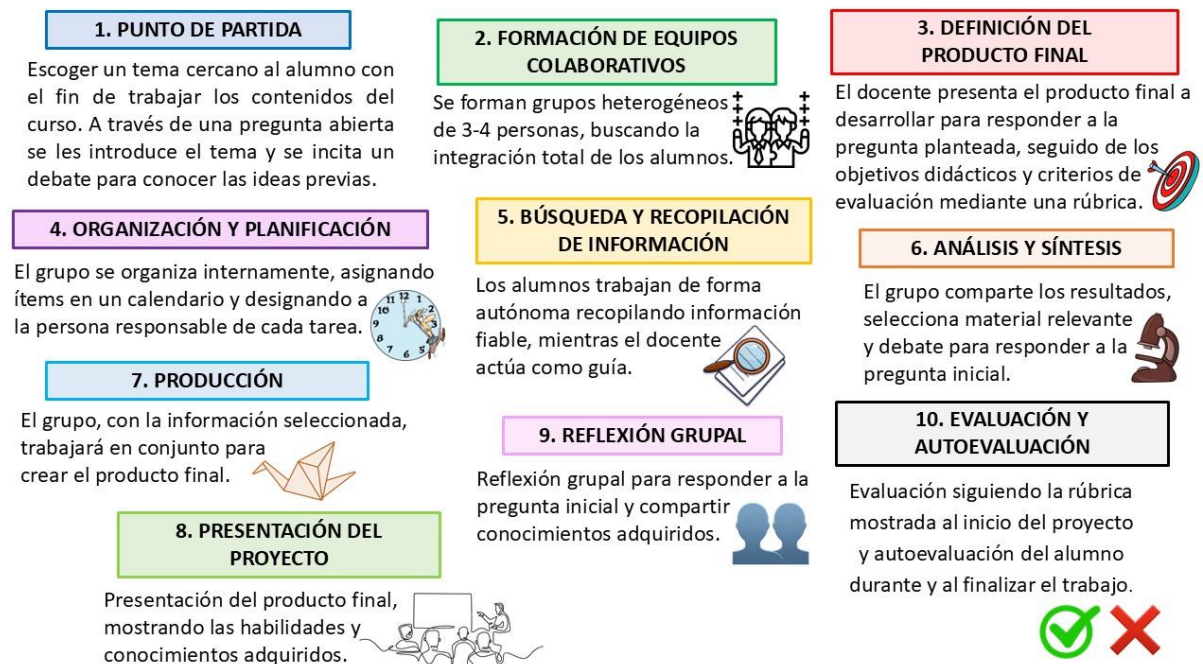 1. PUNTO DE PARTIDA
Escoger un tema cercano al alumno con
el fin de trabajar los contenidos del
curso. A través de una pregunta abierta
se les introduce el tema y se incita un
debate para conocer las ideas previas.
2. FORMACIÓN DE EQUIPOS
COLABORATIVOS
Se forman grupos heterogéneos
de 3-4 personas, buscando la
integración total de los alumnos.
3. DEFINICIÓN DEL
PRODUCTO FINAL
El docente presenta el producto final a
desarrollar para responder a la
pregunta planteada, seguido de los
objetivos didácticos y criterios de
evaluación mediante una rúbrica.
4. ORGANIZACIÓN Y PLANIFICACIÓN
El grupo se organiza internamente, asignando
ítems en un calendario y designando a
la persona responsable de cada tarea.
5. BÚSQUEDA Y RECOPILACIÓN
DE INFORMACIÓN
Los alumnos trabajan de forma
autónoma recopilando información
fiable, mientras el docente
actúa como guía.
6. ANÁLISIS Y SÍNTESIS
El grupo comparte los resultados,
selecciona material relevante
y debate para responder a la
pregunta inicial.
7. PRODUCCIÓN
El grupo, con la información seleccionada,
trabajará en conjunto para
crear el producto final.
8. PRESENTACIÓN DEL
PROYECTO
Presentación del producto final,
mostrando las habilidades y
conocimientos adquiridos.
9. REFLEXIÓN GRUPAL
Reflexión grupal para responder a la
pregunta inicial y compartir
conocimientos adquiridos.
10. EVALUACIÓN Y
AUTOEVALUACIÓN
Evaluación siguiendo la rúbrica
mostrada al inicio del proyecto
y autoevaluación del alumno
durante y al finalizar el trabajo.